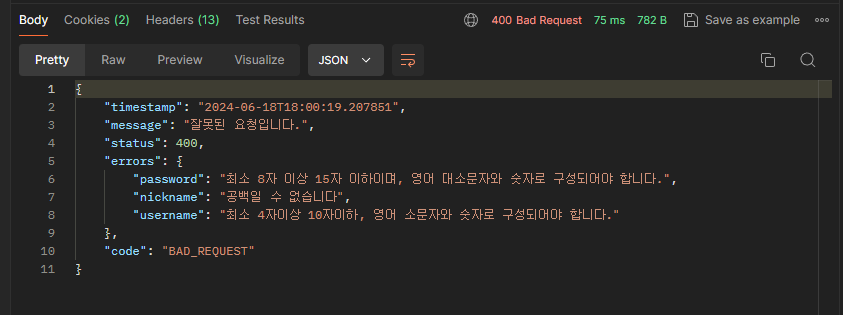 Body Cookies (2) Headers (13) Test Results 400 Bad Request 75 ms 782 B Save as example
Pretty Raw Preview Visualize JSON
1 {
2 "timestamp": "2024-06-18T18:00:19.207851",
3 "message": "잘못된 요청입니다.",
4 "status": 400,
5 "errors": {
6 "password": "최소 8자 이상 15자 이하이며, 영어 대소문자와 숫자로 구성되어야 합니다.",
7 "nickname": "공백일 수 없습니다",
8 "username": "최소 4자이상 10자이하, 영어 소문자와 숫자로 구성되어야 합니다."
9 },
10 "code": "BAD_REQUEST"
11 }